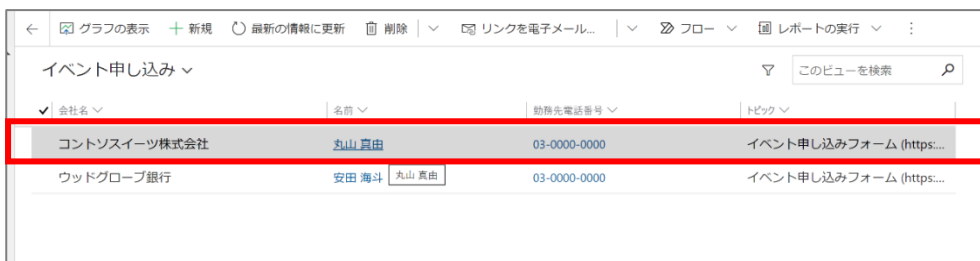 グラフの表示 新規 最新の情報に更新 削除 リンクを電子メール... フロー レポートの実行
イベント申し込み このビューを検索
会社名 名前 勤務先電話番号 トピック
コントソスイーツ株式会社 丸山 真由 03-0000-0000 イベント申し込みフォーム (https:...
ウッドグローブ銀行 安田 海斗 丸山 真由 03-0000-0000 イベント申し込みフォーム (https:...